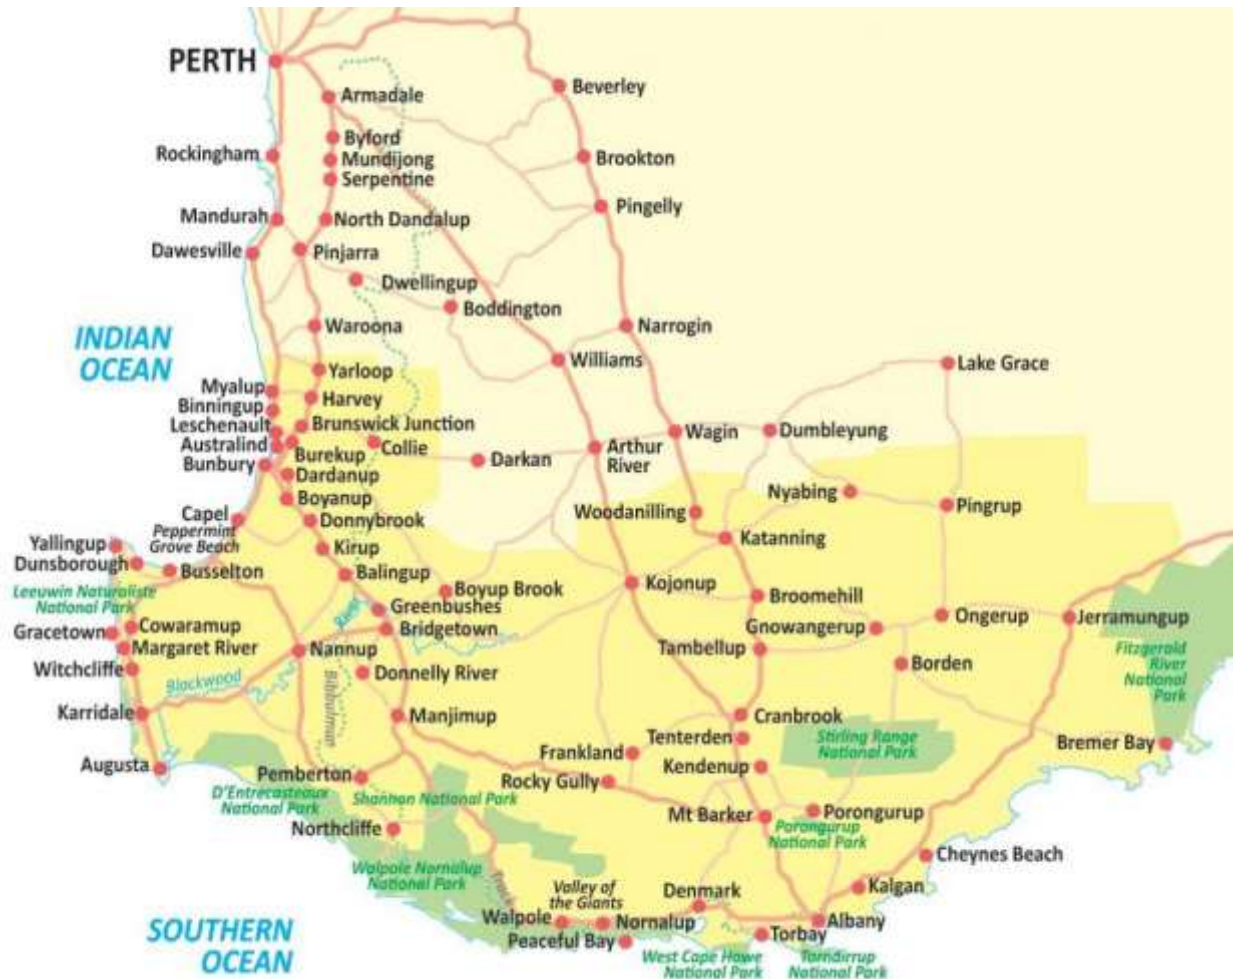 PERTH
Beverley
Armadale
Byford
Rockingham
Mundijong
Brookton
Serpentine
Mandurah
North Dandalup
Pingelly
Dawesville
Pinjarra
Dwellingup
Boddington
INDIAN
OCEAN
Waroona
Narrogin
Williams
Lake Grace
Yarloop
Myalup
Harvey
Binningup
Leschenault
Brunswick Junction
Wagin
Dumbleyung
Australind
Collie
Arthur
River
Burekup
Bunbury
Darkan
Dardanup
Nyabing
Boyanup
Pingrup
Capel
Donnybrook
Woodanilling
Peppermint
Grove Beach
Katanning
Yallingup
Kirup
Dunsborough
Busselton
Balingup
Kojonup
Leeuwin Naturaliste
National Park
Boyup Brook
Broomehill
Greenbushes
River
Ongerup
Jerramungup
Cowaramup
Gracetown
Bridgetown
Gnowangerup
Margaret River
Nannup
Tambellup
Fitzgerald
River
National
Park
Witchcliffe
Donnelly River
Borden
Blackwood
Bibbulmun
Karridale
Manjimup
Cranbrook
Tenterden
Stirling Range
National Park
Bremer Bay
Frankland
Augusta
Pemberton
Kendenup
Rocky Gully
D'Entrecasteaux
National Park
Shannon National Park
Mt Barker
Porongurup
Northcliffe
Porongurup
National Park
Cheynes Beach
Walpole Nornalup
National Park
Track
Valley of
the Giants
Denmark
Kalgan
Walpole
Nornalup
Albany
SOUTHERN
OCEAN
Peaceful Bay
Torbay
West Cape Howe
National Park
Torndirrup
National Park